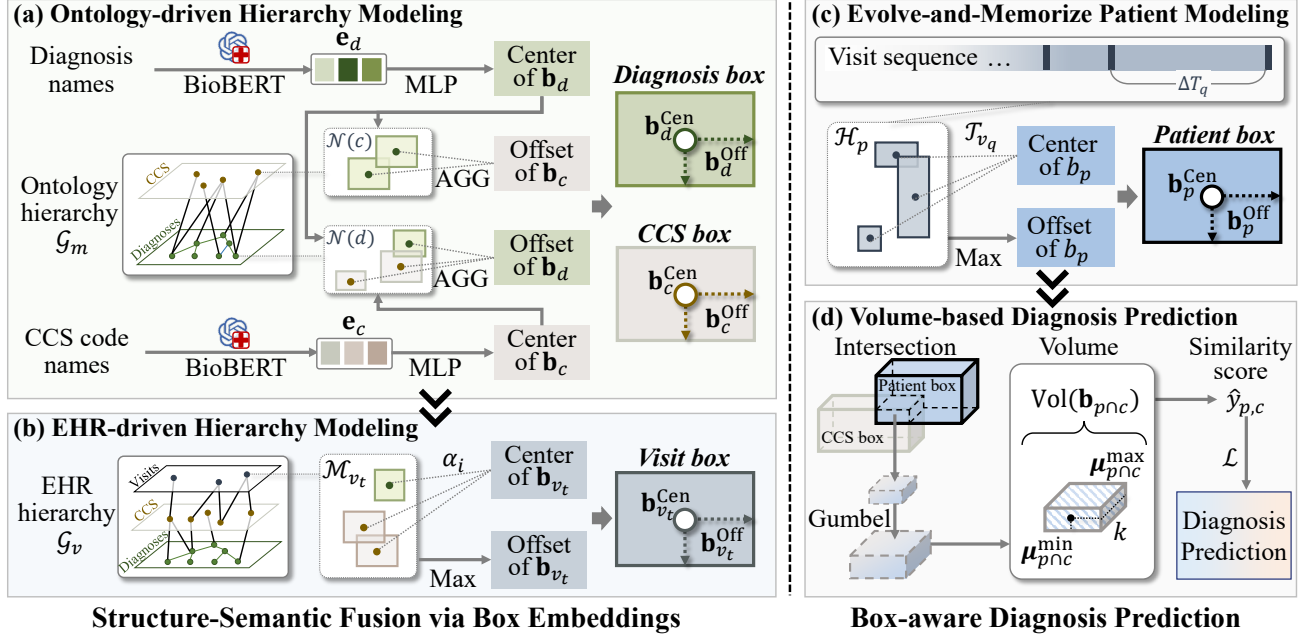 (a) Ontology-driven Hierarchy Modeling
Diagnosis
names
BioBERT
𝐞_d
MLP
Center
of 𝐛_d
Diagnosis box
𝐛_d^Cen
𝐛_d^Off
Ontology
hierarchy
𝒢_m
CCS
Diagnoses
𝒩(c)
AGG
Offset
of 𝐛_c
𝒩(d)
AGG
Offset
of 𝐛_d
CCS box
𝐛_c^Cen
𝐛_c^Off
CCS code
names
BioBERT
𝐞_c
MLP
Center
of 𝐛_c
(b) EHR-driven Hierarchy Modeling
EHR
hierarchy
𝒢_v
Visits
CCS
Diagnoses
ℳ_{v_t}
α_i
Max
Center
of 𝐛_{v_t}
Offset
of 𝐛_{v_t}
Visit box
𝐛_{v_t}^Cen
𝐛_{v_t}^Off
Structure-Semantic Fusion via Box Embeddings
(c) Evolve-and-Memorize Patient Modeling
Visit sequence …
ΔT_q
ℋ_p
𝒯_{v_q}
Max
Center
of b_p
Offset
of b_p
Patient box
𝐛_p^Cen
𝐛_p^Off
(d) Volume-based Diagnosis Prediction
Intersection
Patient box
CCS box
Gumbel
Volume
Vol(𝐛_{p∩c})
𝛍_{p∩c}^max
𝛍_{p∩c}^min
k
Similarity
score
ŷ_{p,c}
ℒ
Diagnosis
Prediction
Box-aware Diagnosis Prediction